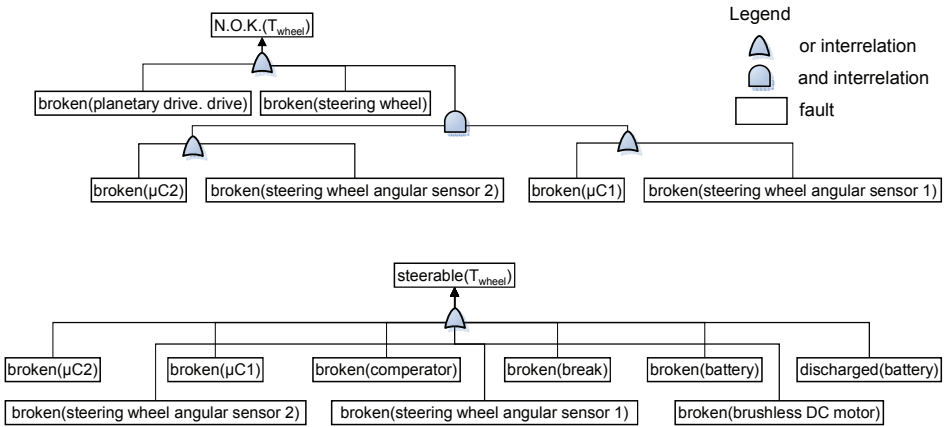 N.O.K.(T_wheel)
Legend
or interrelation
and interrelation
fault
broken(planetary drive. drive)
broken(steering wheel)
broken(µC2)
broken(steering wheel angular sensor 2)
broken(µC1)
broken(steering wheel angular sensor 1)
steerable(T_wheel)
broken(µC2)
broken(µC1)
broken(comperator)
broken(break)
broken(battery)
discharged(battery)
broken(steering wheel angular sensor 2)
broken(steering wheel angular sensor 1)
broken(brushless DC motor)